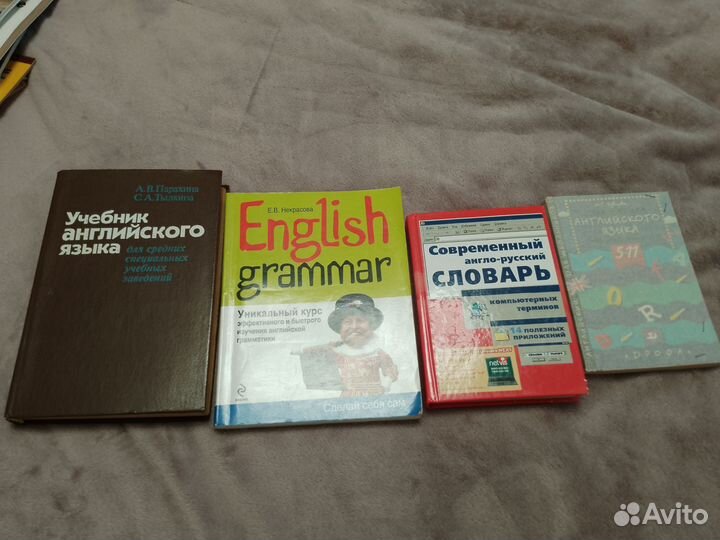 А.В.Парахина
С.А.Тылкина
Учебник
английского
языка
для средних
специальных
учебных
заведений
Е.В. Некрасова
English
grammar
Уникальный курс
эффективного и быстрого
изучения английской
грамматики
Сделай себя сам
Современный
англо-русский
СЛОВАРЬ
компьютерных
терминов
14 ПОЛЕЗНЫХ
ПРИЛОЖЕНИЙ
netvis
АНГЛИЙСКОГО
ЯЗЫКА
5-11
Avito